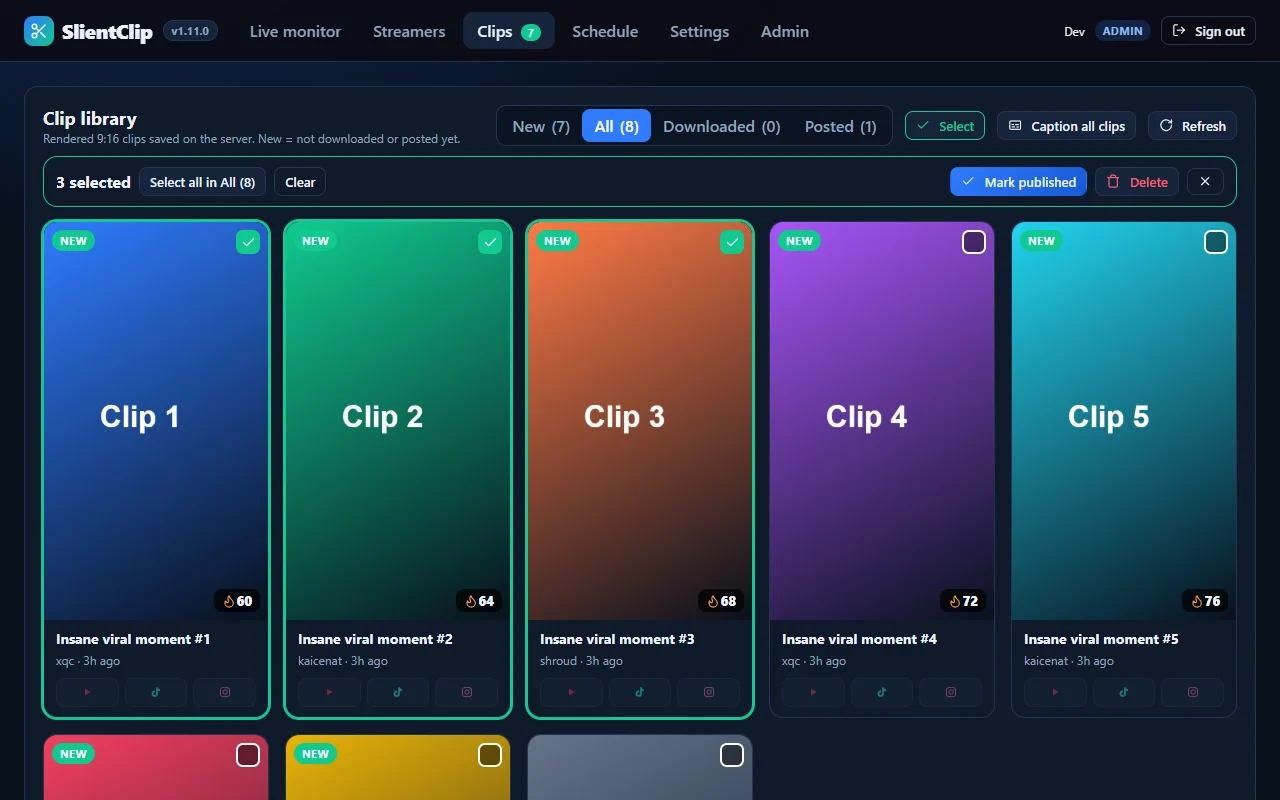 SlientClip v1.11.0 Live monitor Streamers Clips 7 Schedule Settings Admin Dev ADMIN Sign out
Clip library
Rendered 9:16 clips saved on the server. New = not downloaded or posted yet.
New (7) All (8) Downloaded (0) Posted (1) Select Caption all clips Refresh
3 selected Select all in All (8) Clear Mark published Delete
NEW NEW NEW NEW NEW
Clip 1 Clip 2 Clip 3 Clip 4 Clip 5
60 64 68 72 76
Insane viral moment #1 Insane viral moment #2 Insane viral moment #3 Insane viral moment #4 Insane viral moment #5
xqc · 3h ago kaicenat · 3h ago shroud · 3h ago xqc · 3h ago kaicenat · 3h ago
NEW NEW